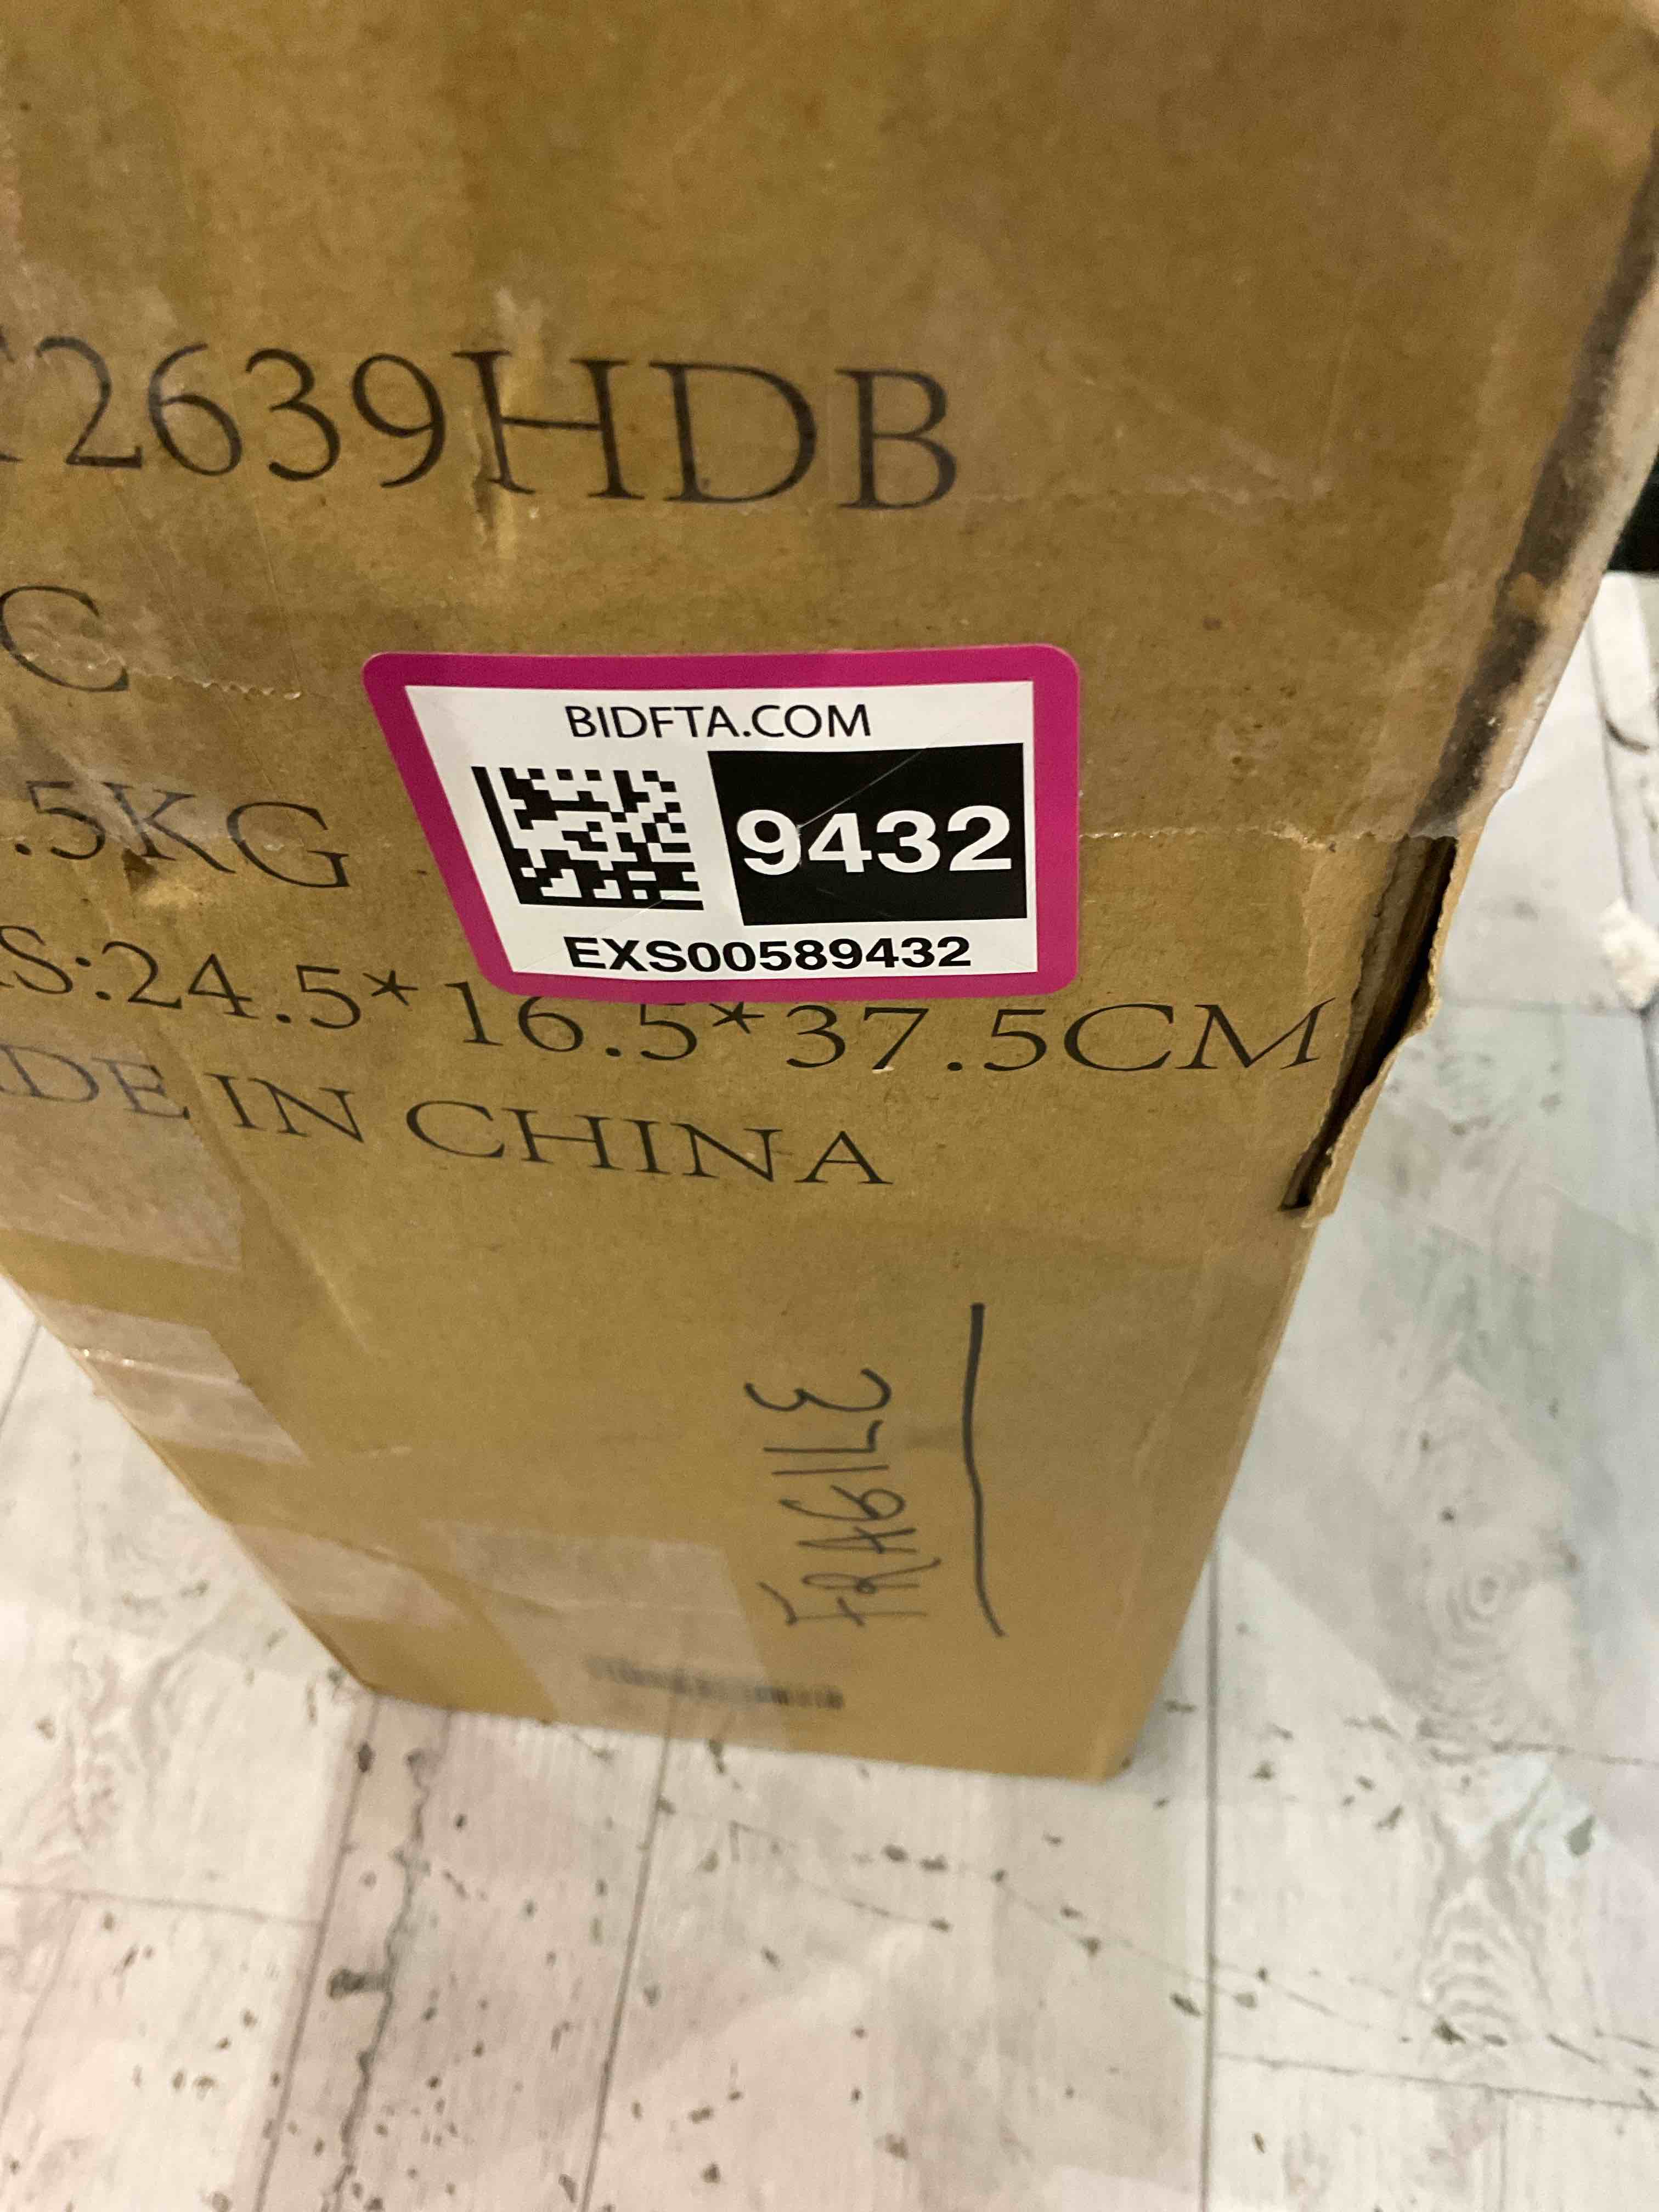 2639HDB
C
.5KG
BIDFTA.COM
9432
EXS00589432
S:24.5*16.5*37.5CM
DE IN CHINA
FRAGILE